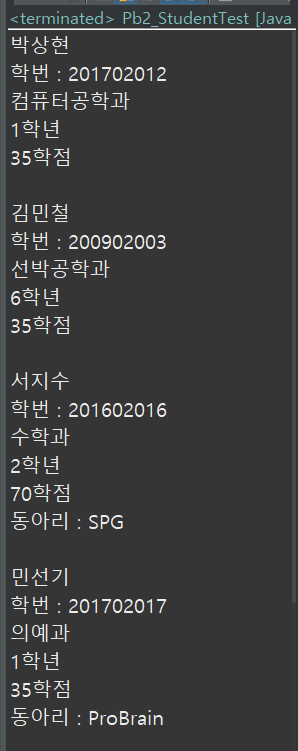 <terminated> Pb2_StudentTest [Java
박상현
학번 : 201702012
컴퓨터공학과
1학년
35학점
김민철
학번 : 200902003
선박공학과
6학년
35학점
서지수
학번 : 201602016
수학과
2학년
70학점
동아리 : SPG
민선기
학번 : 201702017
의예과
1학년
35학점
동아리 : ProBrain